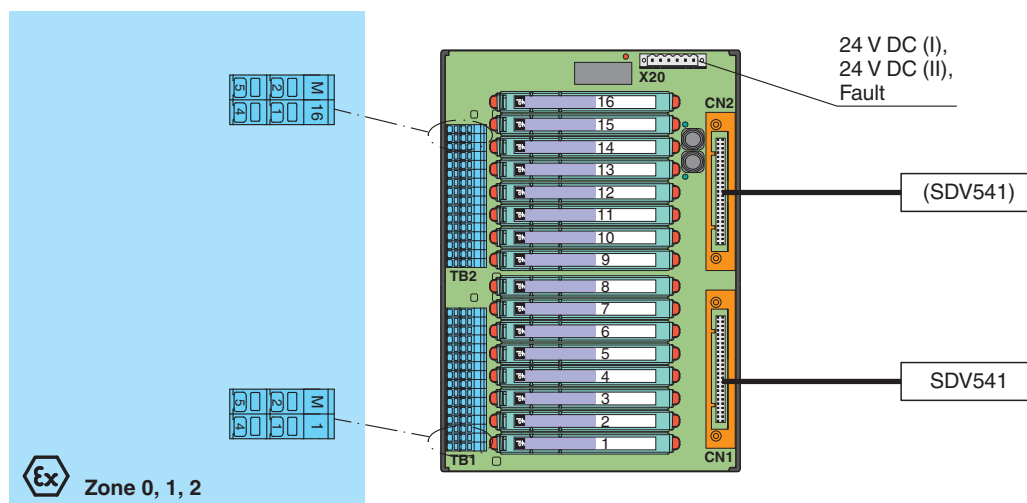 24 V DC (I),
24 V DC (II),
Fault
X20
CN2
5 2 M
4 1 16
16
15
14
13
12
11
10
9
TB2
(SDV541)
8
7
6
5
4
3
2
1
TB1
CN1
SDV541
5 2 M
4 1 1
Ex
Zone 0, 1, 2